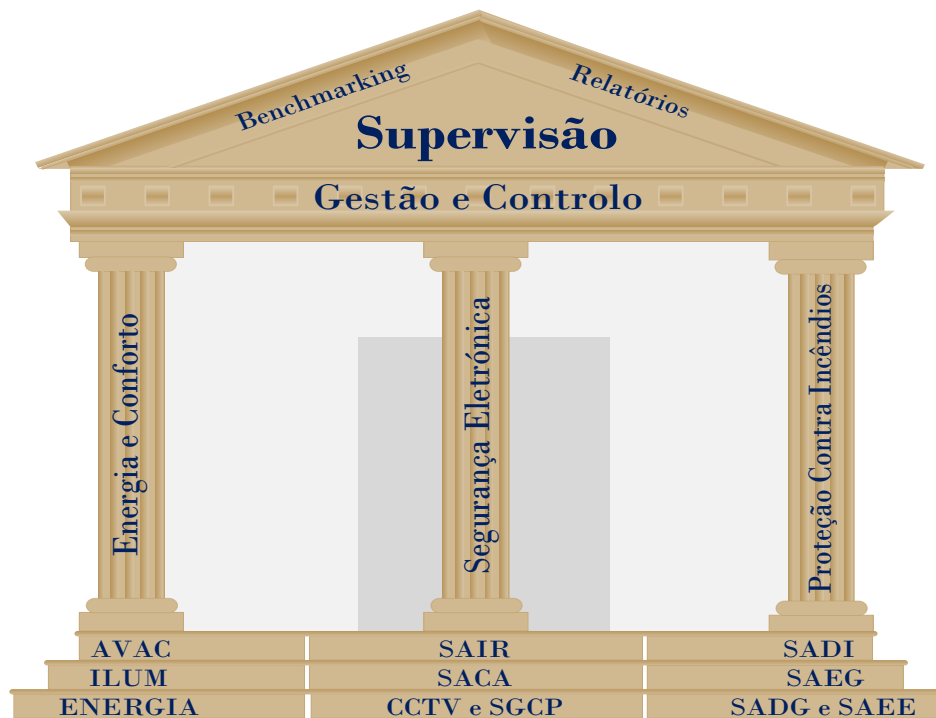 Benchmarking
Relatórios
Supervisão
Gestão e Controlo
Energia e Conforto
Segurança Eletrónica
Proteção Contra Incêndios
AVAC
SAIR
SADI
ILUM
SACA
SAEG
ENERGIA
CCTV e SGCP
SADG e SAEE